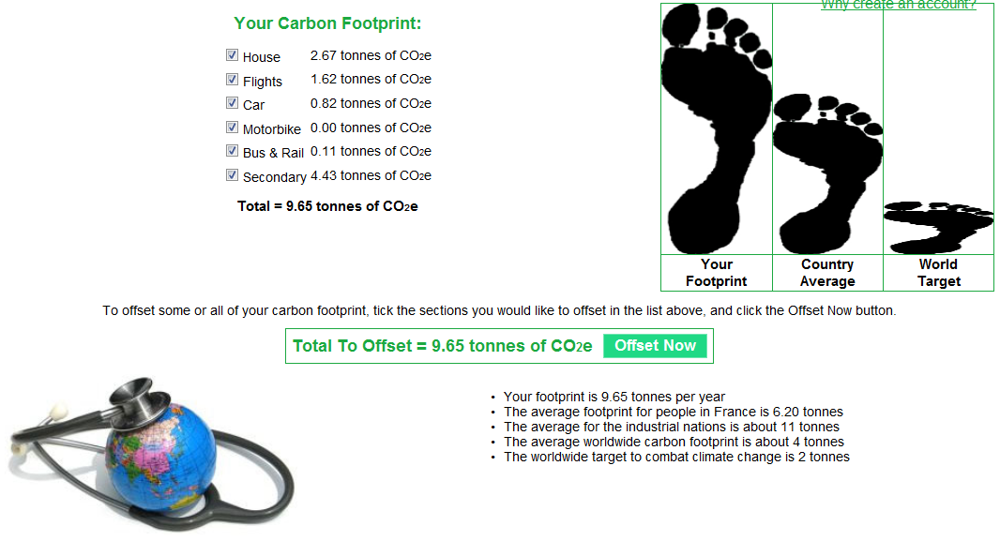 Why create an account?
Your Carbon Footprint:
House 2.67 tonnes of CO2e
Flights 1.62 tonnes of CO2e
Car 0.82 tonnes of CO2e
Motorbike 0.00 tonnes of CO2e
Bus & Rail 0.11 tonnes of CO2e
Secondary 4.43 tonnes of CO2e
Total = 9.65 tonnes of CO2e
Your Footprint
Country Average
World Target
To offset some or all of your carbon footprint, tick the sections you would like to offset in the list above, and click the Offset Now button.
Total To Offset = 9.65 tonnes of CO2e Offset Now
• Your footprint is 9.65 tonnes per year
• The average footprint for people in France is 6.20 tonnes
• The average for the industrial nations is about 11 tonnes
• The average worldwide carbon footprint is about 4 tonnes
• The worldwide target to combat climate change is 2 tonnes